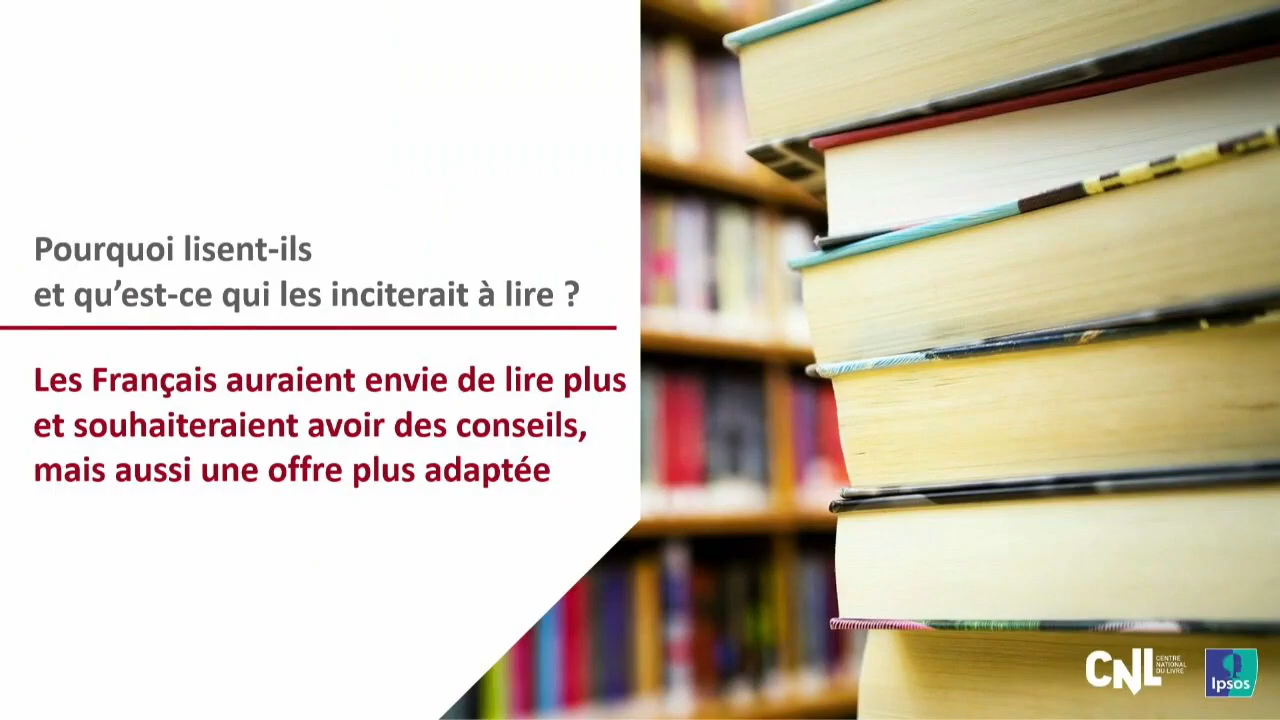 Pourquoi lisent-ils
et qu’est-ce qui les inciterait à lire ?
Les Français auraient envie de lire plus
et souhaiteraient avoir des conseils,
mais aussi une offre plus adaptée
CNL
CENTRE
NATIONAL
DU LIVRE
Ipsos